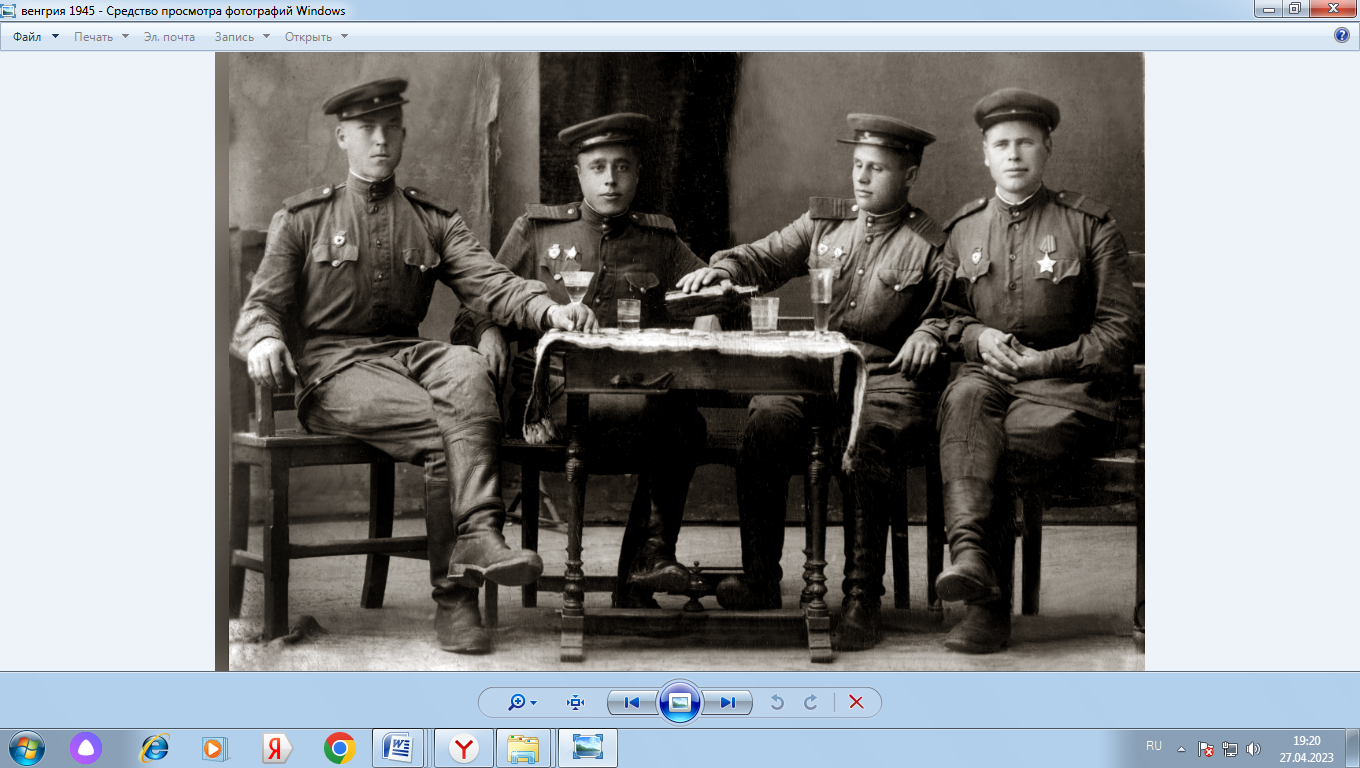 венгрия 1945 - Средство просмотра фотографий Windows
Файл Печать Эл. почта Запись Открыть
RU
19:20
27.04.2023